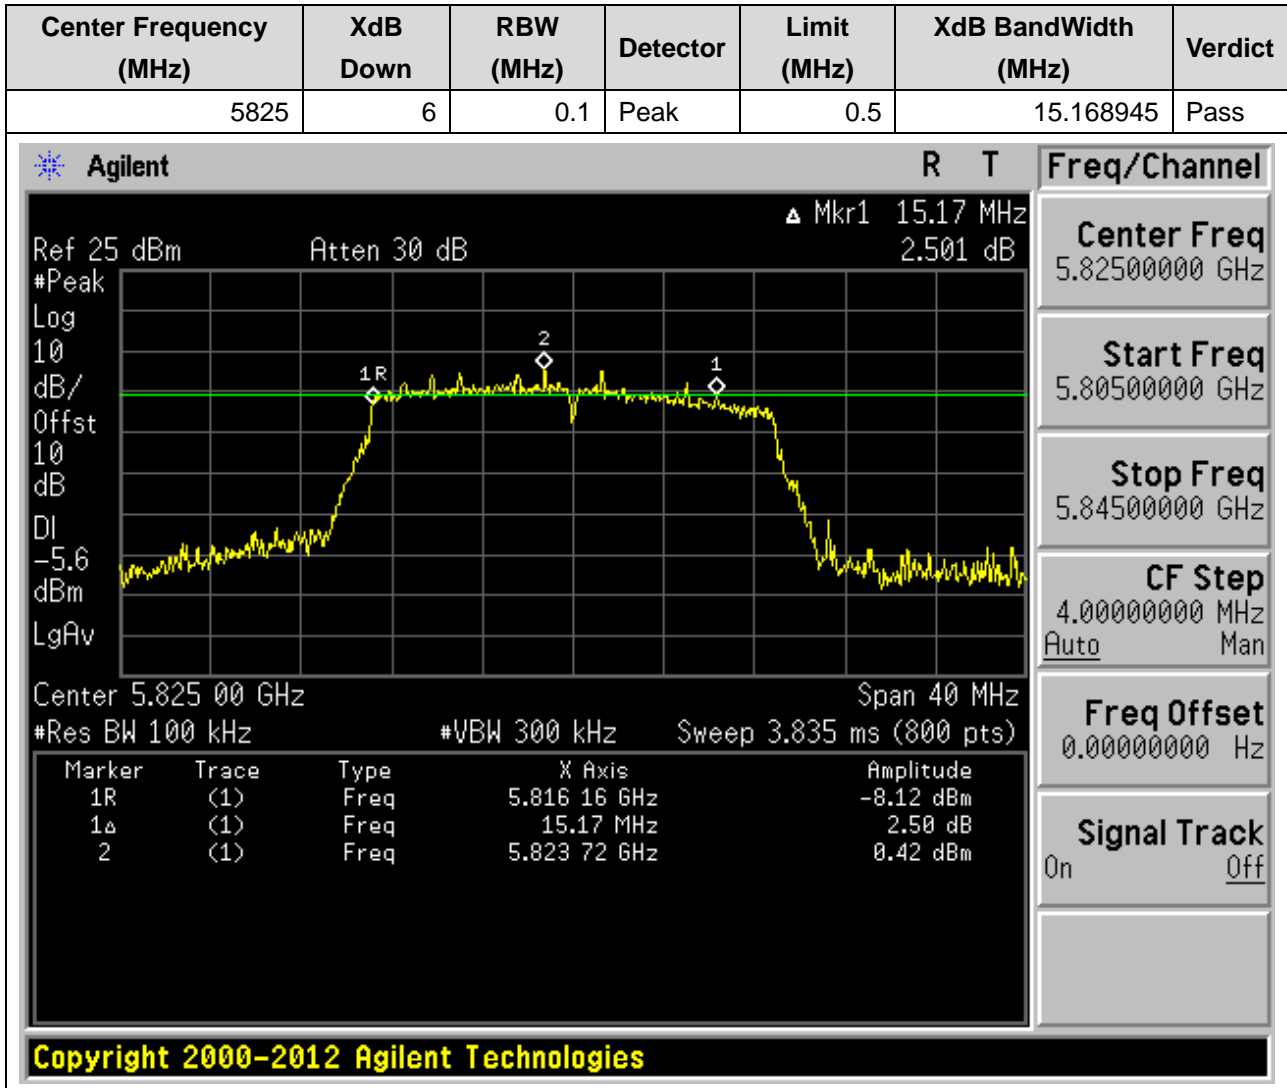 Center Frequency (MHz) XdB Down RBW (MHz) Detector Limit (MHz) XdB BandWidth (MHz) Verdict
5825 6 0.1 Peak 0.5 15.168945 Pass
Agilent R T Freq/Channel
Δ Mkr1 15.17 MHz
Ref 25 dBm Atten 30 dB 2.501 dB
#Peak
Log
10
dB/
Offst
10
dB
DI
-5.6
dBm
LgAv
1R
2
1
Center 5.825 00 GHz Span 40 MHz
#Res BW 100 kHz #VBW 300 kHz Sweep 3.835 ms (800 pts)
Marker Trace Type X Axis Amplitude
1R (1) Freq 5.816 16 GHz -8.12 dBm
1Δ (1) Freq 15.17 MHz 2.50 dB
2 (1) Freq 5.823 72 GHz 0.42 dBm
Center Freq
5.82500000 GHz
Start Freq
5.80500000 GHz
Stop Freq
5.84500000 GHz
CF Step
4.00000000 MHz
Auto Man
Freq Offset
0.00000000 Hz
Signal Track
On Off
Copyright 2000-2012 Agilent Technologies